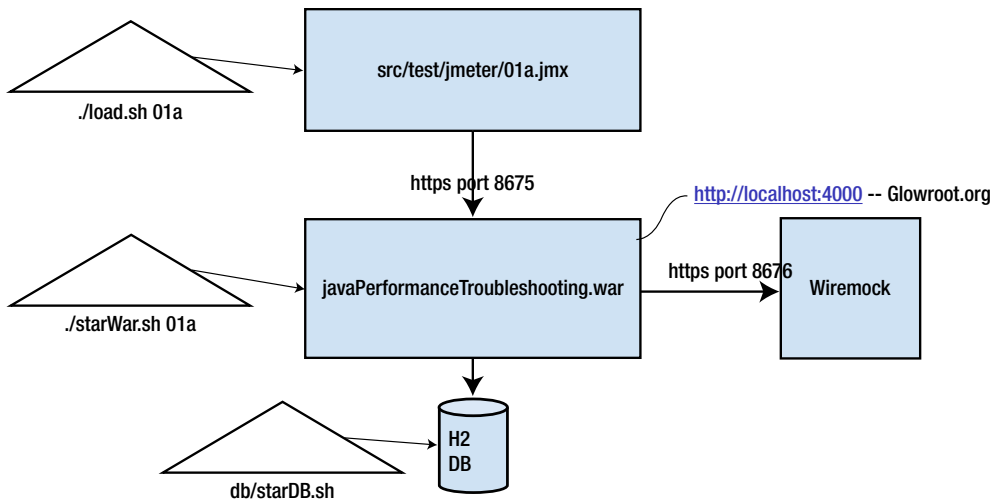 src/test/jmeter/01a.jmx
./load.sh 01a
https port 8675
http://localhost:4000 -- Glowroot.org
https port 8676
javaPerformanceTroubleshooting.war
Wiremock
./starWar.sh 01a
H2
DB
db/starDB.sh